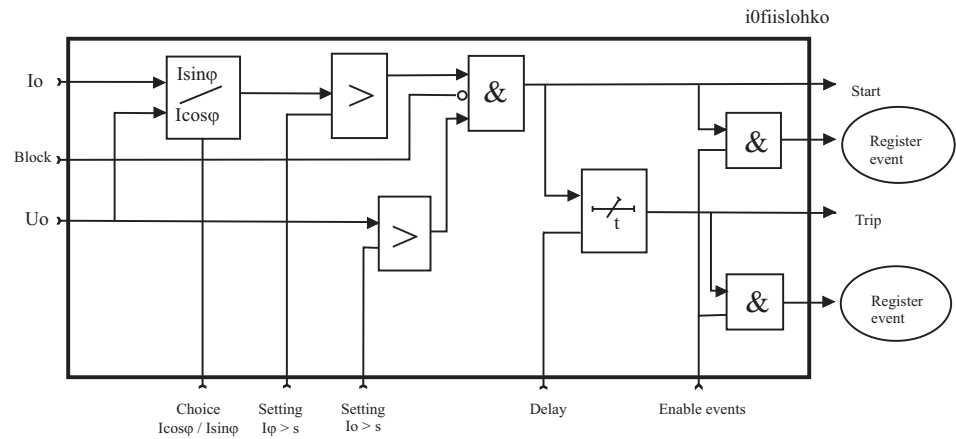 i0fiislohko
Io
Isinφ
Icosφ
>
&
Start
Block
&
Register
event
Uo
>
t
Trip
&
Register
event
Choice
Icosφ / Isinφ
Setting
Iφ > s
Setting
Io > s
Delay
Enable events